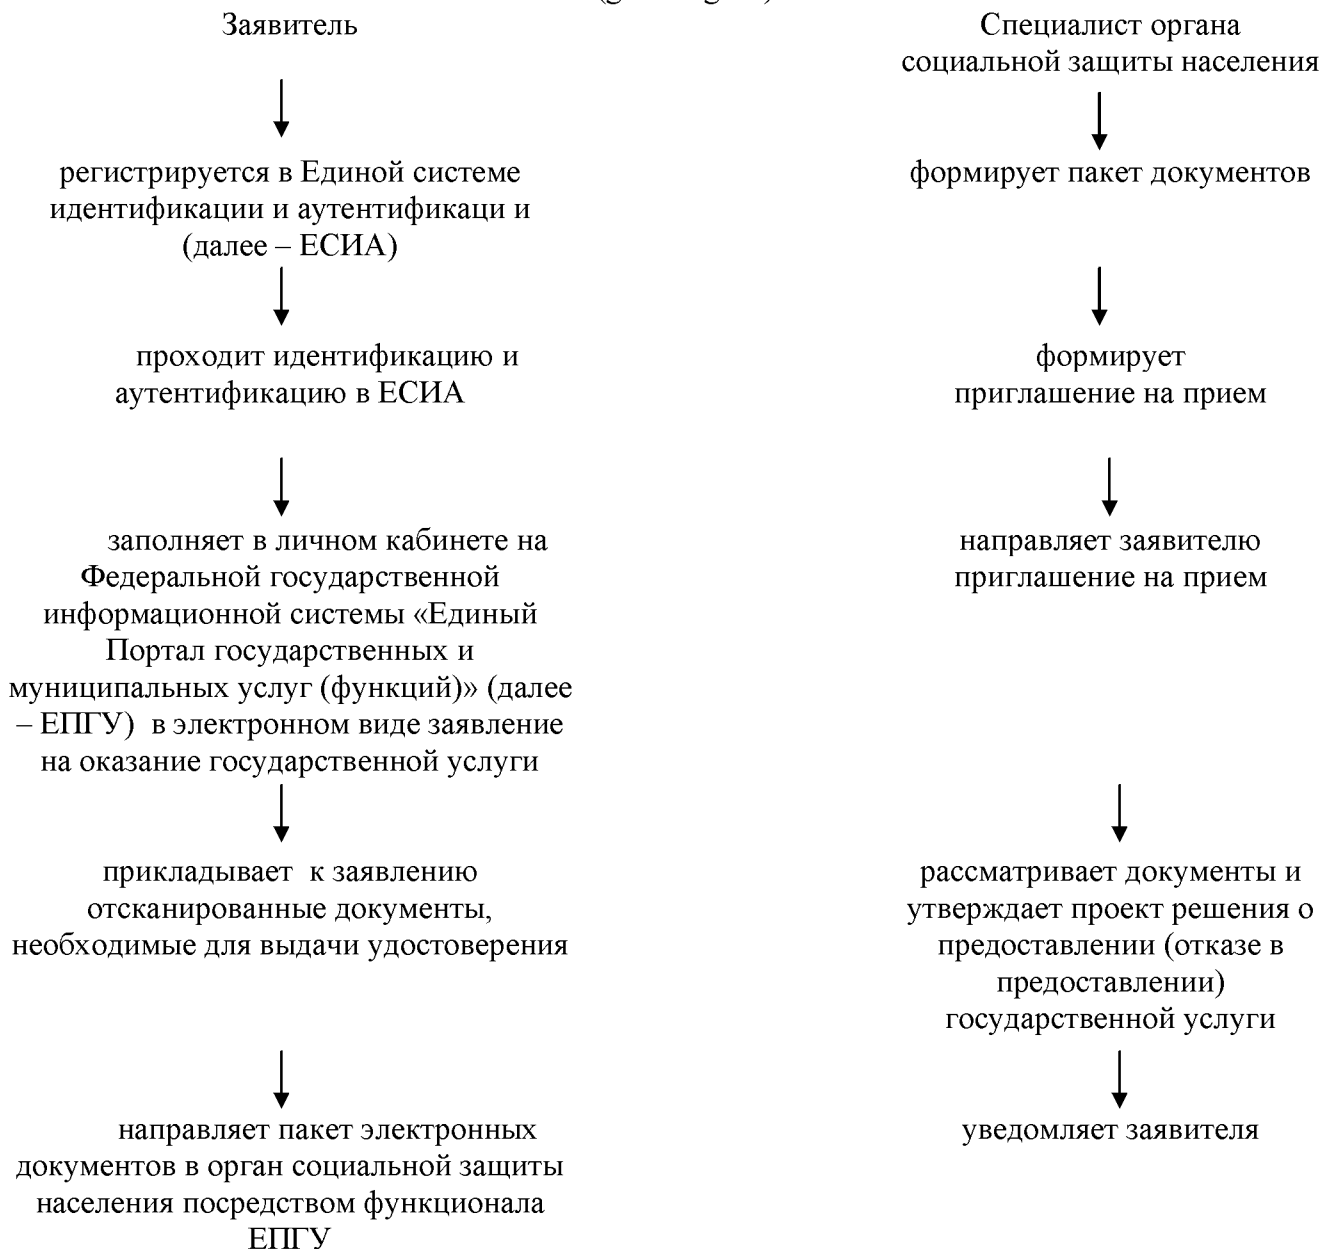 Заявитель
регистрируется в Единой системе
идентификации и аутентификаци и
(далее – ЕСИА)
проходит идентификацию и
аутентификацию в ЕСИА
заполняет в личном кабинете на
Федеральной государственной
информационной системы «Единый
Портал государственных и
муниципальных услуг (функций)» (далее
– ЕПГУ) в электронном виде заявление
на оказание государственной услуги
прикладывает к заявлению
отсканированные документы,
необходимые для выдачи удостоверения
направляет пакет электронных
документов в орган социальной защиты
населения посредством функционала
ЕПГУ
Специалист органа
социальной защиты населения
формирует пакет документов
формирует
приглашение на прием
направляет заявителю
приглашение на прием
рассматривает документы и
утверждает проект решения о
предоставлении (отказе в
предоставлении)
государственной услуги
уведомляет заявителя